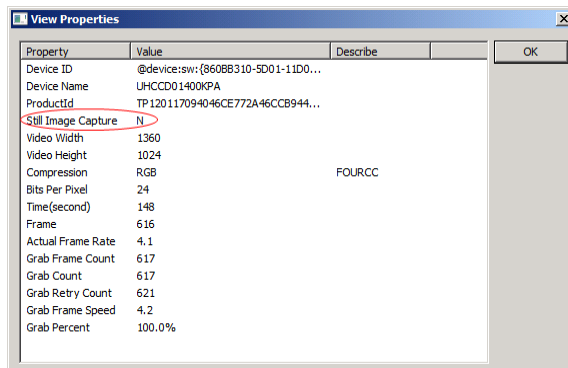 View Properties
Property Value Describe OK
Device ID @device:sw:{860BB310-5D01-11D0...
Device Name UHCCD01400KPA
ProductId TP120117094046CE772A46CCB944...
Still Image Capture N
Video Width 1360
Video Height 1024
Compression RGB FOURCC
Bits Per Pixel 24
Time(second) 148
Frame 616
Actual Frame Rate 4.1
Grab Frame Count 617
Grab Count 617
Grab Retry Count 621
Grab Frame Speed 4.2
Grab Percent 100.0%